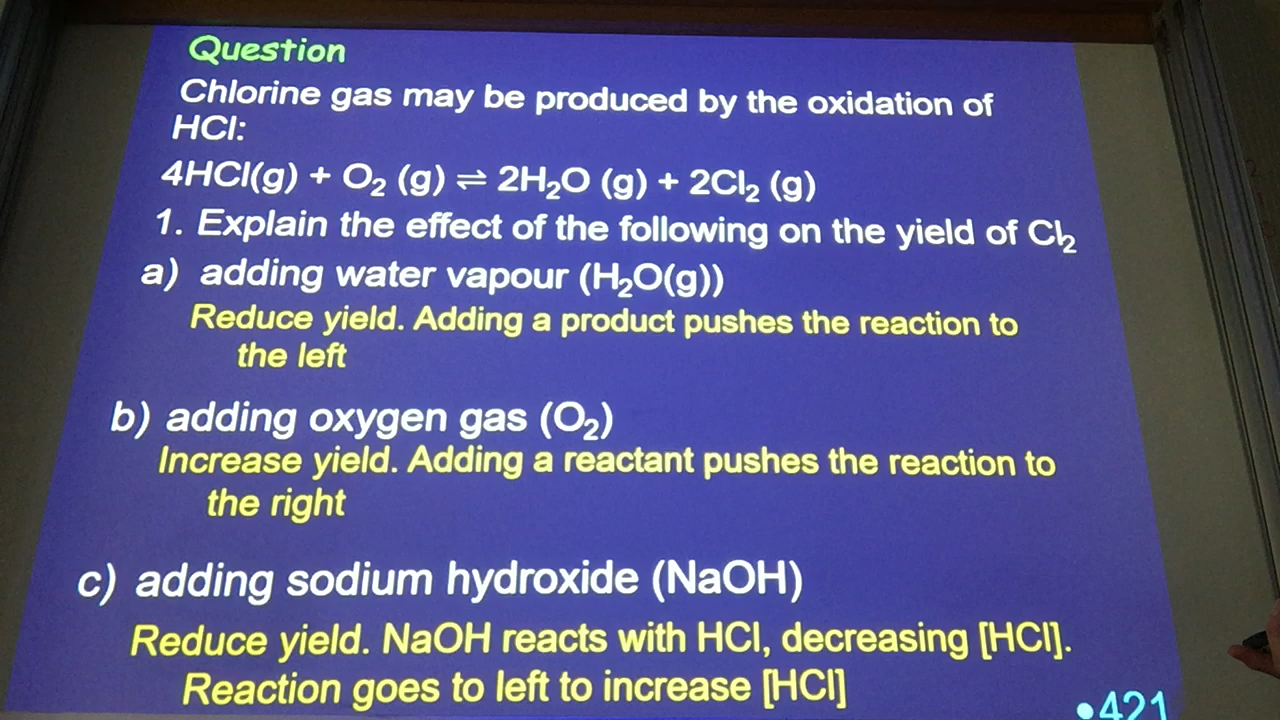 Question
Chlorine gas may be produced by the oxidation of
HCl:
4HCl(g) + O₂ (g) ⇌ 2H₂O (g) + 2Cl₂ (g)
1. Explain the effect of the following on the yield of Cl₂
a) adding water vapour (H₂O(g))
Reduce yield. Adding a product pushes the reaction to
the left
b) adding oxygen gas (O₂)
Increase yield. Adding a reactant pushes the reaction to
the right
c) adding sodium hydroxide (NaOH)
Reduce yield. NaOH reacts with HCl, decreasing [HCl].
Reaction goes to left to increase [HCl]
•421